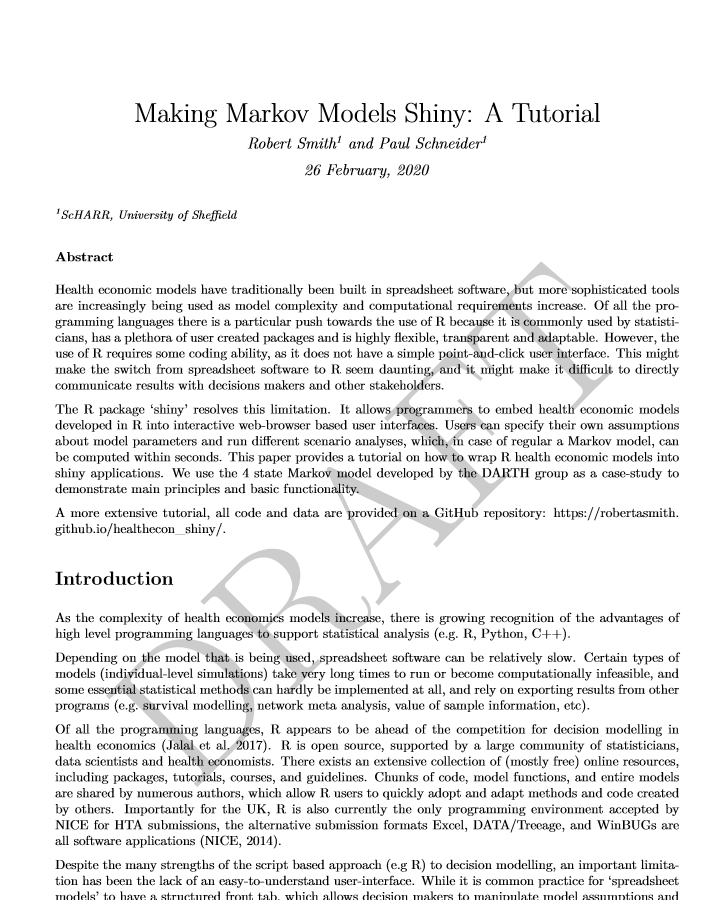 Making Markov Models Shiny: A Tutorial
Robert Smith¹ and Paul Schneider¹
26 February, 2020
¹ScHARR, University of Sheffield
Abstract
Health economic models have traditionally been built in spreadsheet software, but more sophisticated tools
are increasingly being used as model complexity and computational requirements increase. Of all the pro-
gramming languages there is a particular push towards the use of R because it is commonly used by statisti-
cians, has a plethora of user created packages and is highly flexible, transparent and adaptable. However, the
use of R requires some coding ability, as it does not have a simple point-and-click user interface. This might
make the switch from spreadsheet software to R seem daunting, and it might make it difficult to directly
communicate results with decisions makers and other stakeholders.
The R package ‘shiny’ resolves this limitation. It allows programmers to embed health economic models
developed in R into interactive web-browser based user interfaces. Users can specify their own assumptions
about model parameters and run different scenario analyses, which, in case of regular a Markov model, can
be computed within seconds. This paper provides a tutorial on how to wrap R health economic models into
shiny applications. We use the 4 state Markov model developed by the DARTH group as a case-study to
demonstrate main principles and basic functionality.
A more extensive tutorial, all code and data are provided on a GitHub repository: https://robertasmith.
github.io/healthecon_shiny/.
Introduction
As the complexity of health economics models increase, there is growing recognition of the advantages of
high level programming languages to support statistical analysis (e.g. R, Python, C++).
Depending on the model that is being used, spreadsheet software can be relatively slow. Certain types of
models (individual-level simulations) take very long times to run or become computationally infeasible, and
some essential statistical methods can hardly be implemented at all, and rely on exporting results from other
programs (e.g. survival modelling, network meta analysis, value of sample information, etc).
Of all the programming languages, R appears to be ahead of the competition for decision modelling in
health economics (Jalal et al. 2017). R is open source, supported by a large community of statisticians,
data scientists and health economists. There exists an extensive collection of (mostly free) online resources,
including packages, tutorials, courses, and guidelines. Chunks of code, model functions, and entire models
are shared by numerous authors, which allow R users to quickly adopt and adapt methods and code created
by others. Importantly for the UK, R is also currently the only programming environment accepted by
NICE for HTA submissions, the alternative submission formats Excel, DATA/Treeage, and WinBUGs are
all software applications (NICE, 2014).
Despite the many strengths of the script based approach (e.g R) to decision modelling, an important limita-
tion has been the lack of an easy-to-understand user-interface. While it is common practice for ‘spreadsheet
models’ to have a structured front tab, which allows decision makers to manipulate model assumptions and
DRAFT